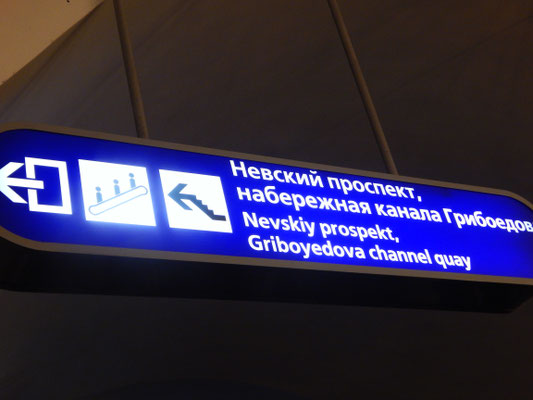 Невский проспект,
набережная канала Грибоедов
Nevskiy prospekt,
Griboyedova channel quay